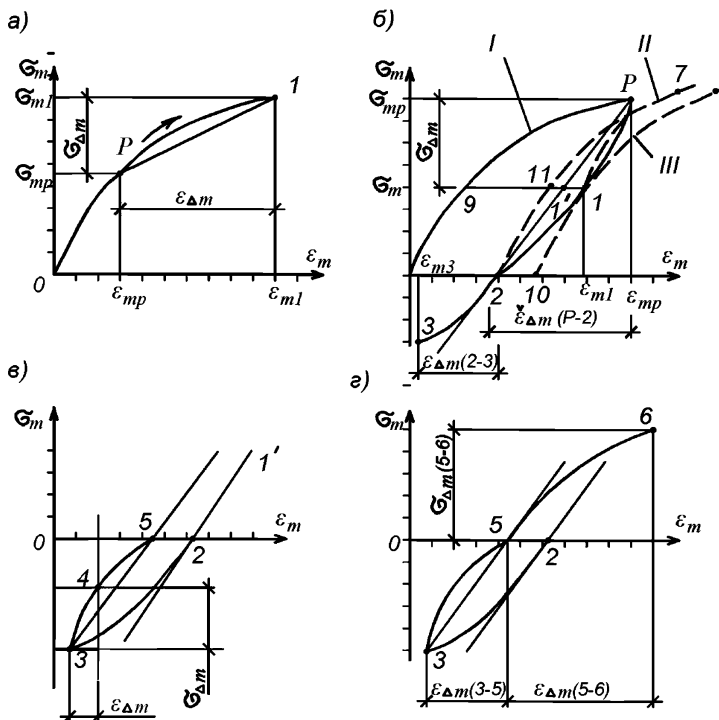 а)
б)
σm
σm1
σΔm
σmp
P
1
εΔm
0
εmp
εm1
εm
I
II
III
σm
σmp
σΔm
σm
P
7
9
11
1'
1
0
εm3
2
10
εm1
εmp
εm
3
ε̌Δm (P-2)
εΔm(2-3)
в)
г)
σm
0
5
2
1'
εm
4
3
σΔm
εΔm
σm
σΔm(5-6)
6
0
5
2
εm
3
εΔm(3-5)
εΔm(5-6)